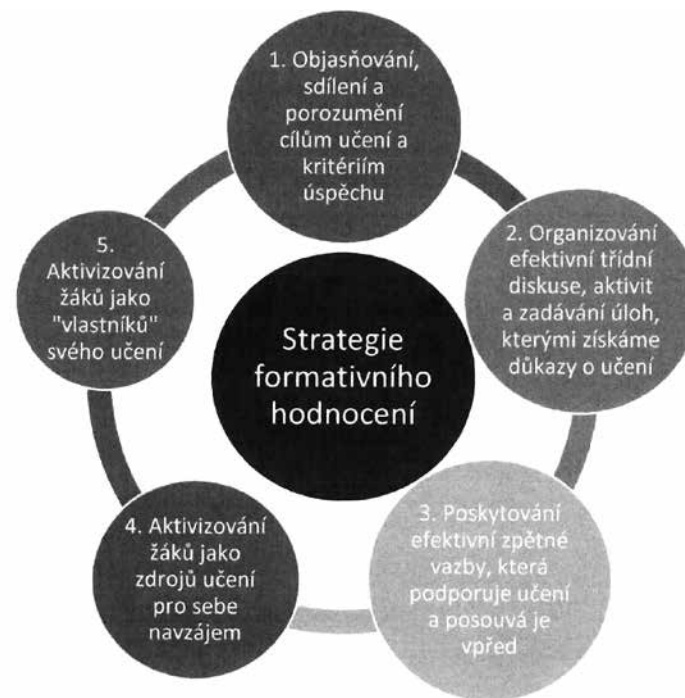 1. Objasňování,
sdílení a
porozumění
cílům učení a
kritériím
úspěchu
2. Organizování
efektivní třídní
diskuse, aktivit
a zadávání úloh,
kterými získáme
důkazy o učení
3. Poskytování
efektivní zpětné
vazby, která
podporuje učení
a posouvá je
vpřed
4. Aktivizování
žáků jako
zdrojů učení
pro sebe
navzájem
5.
Aktivizování
žáků jako
"vlastníků"
svého učení
Strategie
formativního
hodnocení